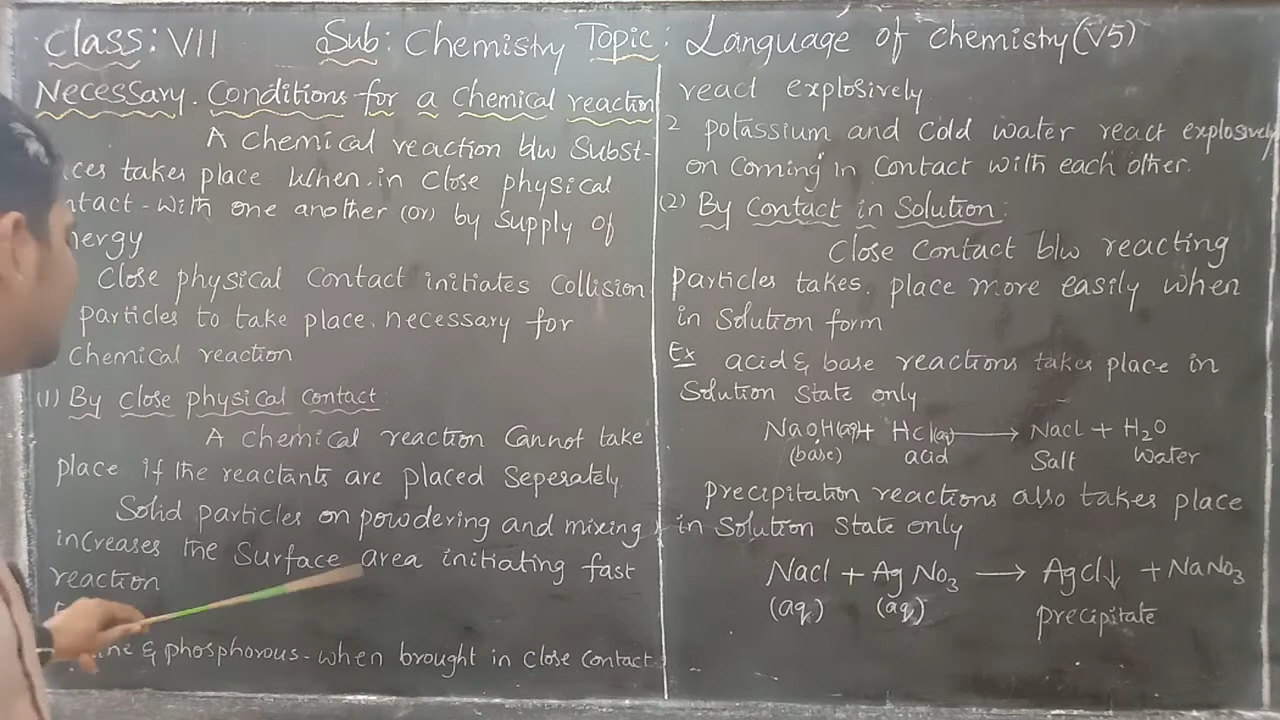 Class: VII Sub: Chemistry Topic: Language of chemistry (V5)
Necessary Conditions for a Chemical reaction
A Chemical reaction b/w Subst-
ces takes place When in Close physical
ntact - With one another (or) by Supply of
nergy
Close physical Contact initiates Collision
particles to take place, necessary for
Chemical reaction
(1) By Close physical Contact
A Chemical reaction Cannot take
place if the reactants are placed Seperately.
Solid particles on powdering and mixing
increases the Surface area initiating fast
reaction
& phosphorous - when brought in Close Contact
react explosively
2 potassium and Cold water react explosively
on Coming in Contact with each other.
(2) By Contact in Solution:
Close Contact b/w reacting
particles takes place more easily when
in Solution form
Ex acid & base reactions takes place in
Solution State only
NaOH(aq) + HCl(aq) ⟶ Nacl + H₂O
(base) acid Salt Water
precipitation reactions also takes place
in Solution State only
Nacl + AgNO₃ ⟶ AgCl↓ + NaNO₃
(aq) (aq) precipitate